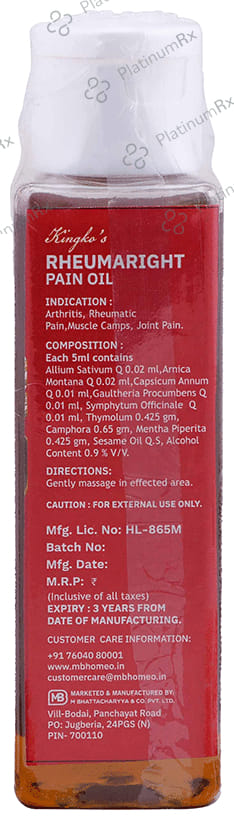 PlatinumRx
PlatinumRx
Kingko's
RHEUMARIGHT
PAIN OIL
INDICATION :
Arthritis, Rheumatic
Pain,Muscle Camps, Joint Pain.
COMPOSITION :
Each 5ml contains
Allium Sativum Q 0.02 ml,Arnica
Montana Q 0.02 ml,Capsicum Annum
Q 0.01 ml,Gaultheria Procumbens Q
0.01 ml, Symphytum Officinale Q
0.01 ml, Thymolum 0.425 gm,
Camphora 0.65 gm, Mentha Piperita
0.425 gm, Sesame Oil Q.S, Alcohol
Content 0.9 % V/V.
DIRECTIONS:
Gently massage in effected area.
CAUTION : FOR EXTERNAL USE ONLY.
Mfg. Lic. No: HL-865M
Batch No:
Mfg. Date:
M.R.P: ₹
(Inclusive of all taxes)
EXPIRY : 3 YEARS FROM
DATE OF MANUFACTURING.
CUSTOMER CARE INFORMATION:
+91 76040 80001
www.mbhomeo.in
customercare@mbhomeo.in
MB MARKETED & MANUFACTURED BY:
M BHATTACHARYYA & CO. PVT. LTD.
Vill-Bodai, Panchayat Road
PO: Jugberia, 24PGS (N)
PIN- 700110